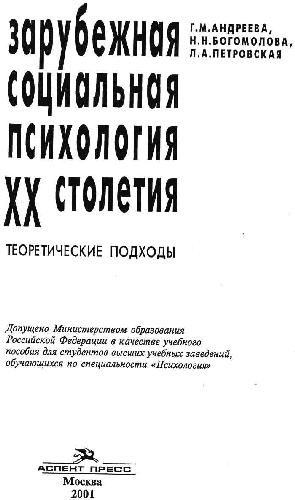 зарубежная
социальная
психология
XX столетия
Г.М.АНДРЕЕВА,
Н.Н.БОГОМОЛОВА,
Л.А.ПЕТРОВСКАЯ
ТЕОРЕТИЧЕСКИЕ ПОДХОДЫ
Допущено Министерством образования
Российской Федерации в качестве учебного
пособия для студентов высших учебных заведений,
обучающихся по специальности «Психология»
АСПЕНТ ПРЕСС
Москва
2001